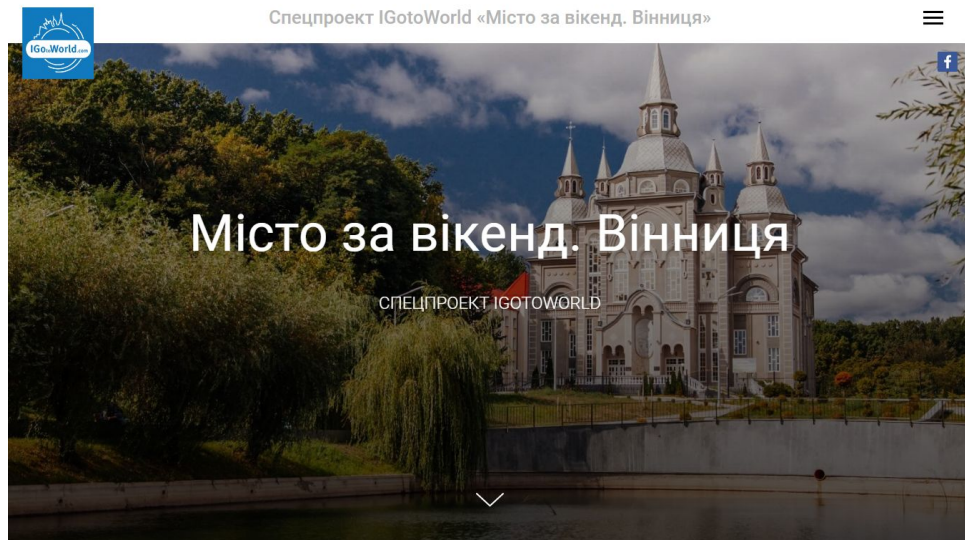 IGotoWorld.com
Спецпроект IGotoWorld «Місто за вікенд. Вінниця»
f
Місто за вікенд. Вінниця
СПЕЦПРОЕКТ IGOTOWORLD